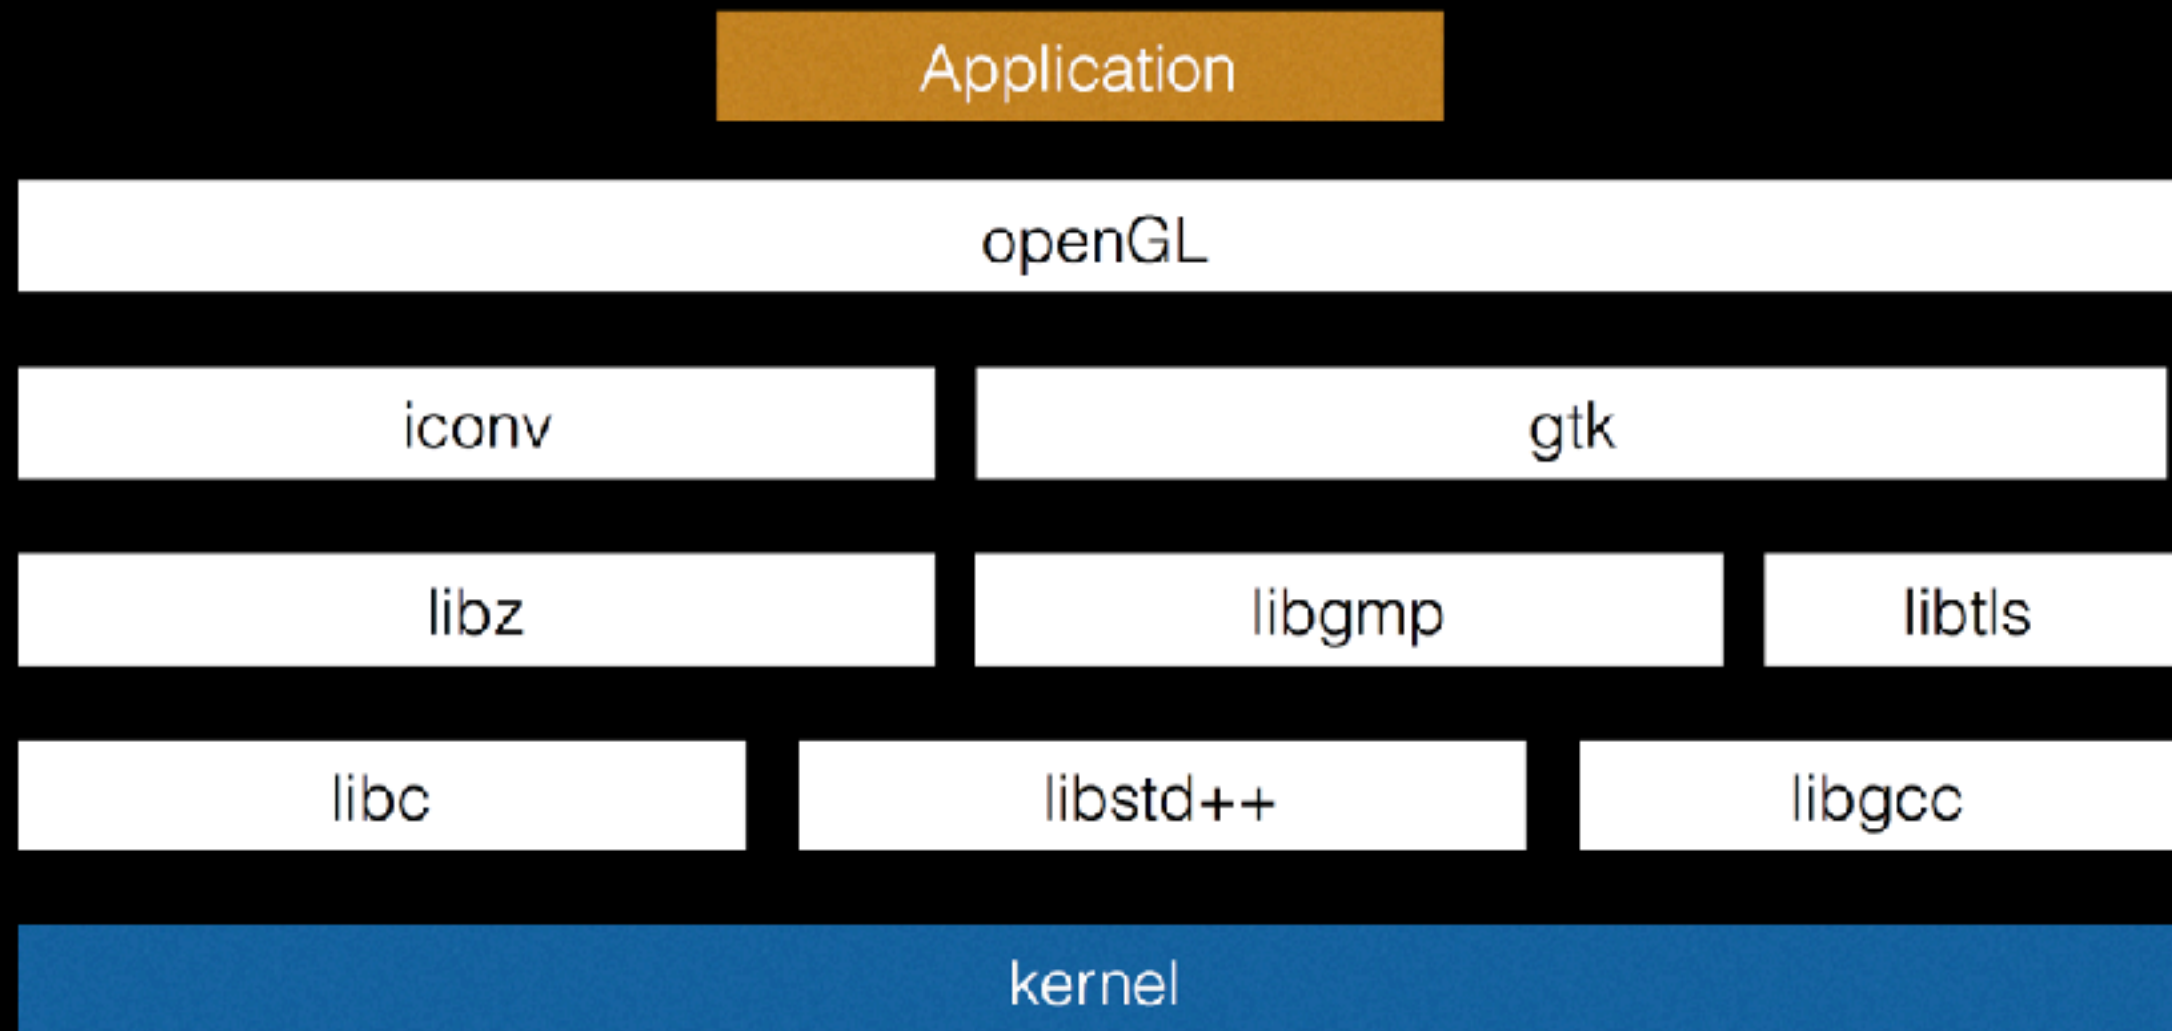 Application
openGL
iconv
gtk
libz
libgmp
libtls
libc
libstd++
libgcc
kernel